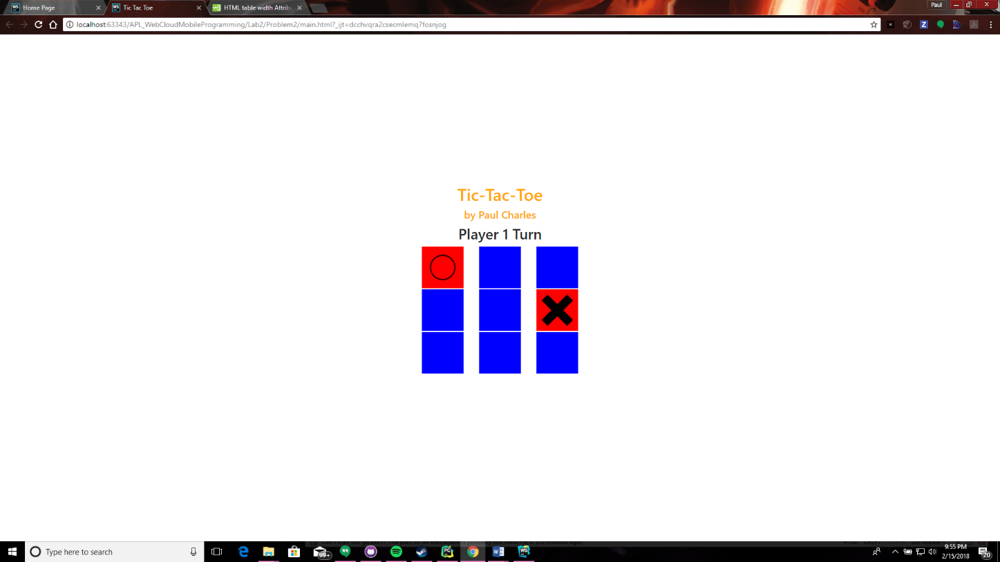 Home Page
Tic Tac Toe
HTML table width Attribu
Paul
localhost:63343/APL_WebCloudMobileProgramming/Lab2/Problem2/main.html?_ijt=dcchvqra2csecmlemq7fosnjog
Tic-Tac-Toe
by Paul Charles
Player 1 Turn
Type here to search
99+
9:55 PM
2/15/2018
20